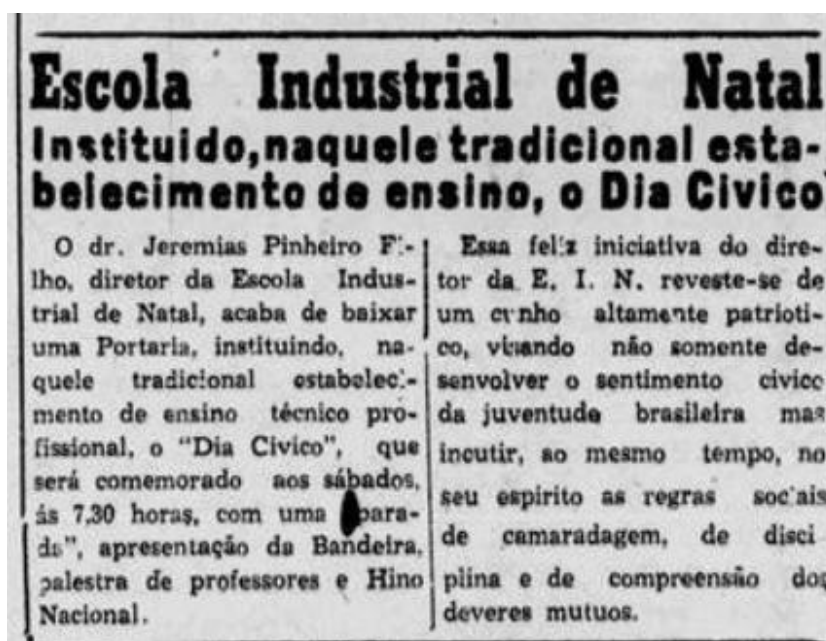 Escola Industrial de Natal
Instituido, naquele tradicional esta-
belecimento de ensino, o Dia Civico
O dr. Jeremias Pinheiro Fi-
lho, diretor da Escola Indus-
trial de Natal, acaba de baixar
uma Portaria, instituindo, na-
quele tradicional estabeleci-
mento de ensino técnico pro-
fissional, o "Dia Civico", que
será comemorado aos sábados,
ás 7,30 horas, com uma "para-
da", apresentação da Bandeira,
palestra de professores e Hino
Nacional.
Essa feliz iniciativa do dire-
tor da E. I. N. reveste-se de
um cunho altamente patrioti-
co, visando não somente de-
senvolver o sentimento civico
da juventude brasileira mas
incutir, ao mesmo tempo, no
seu espirito as regras sociais
de camaradagem, de disci
plina e de compreensão dos
deveres mutuos.